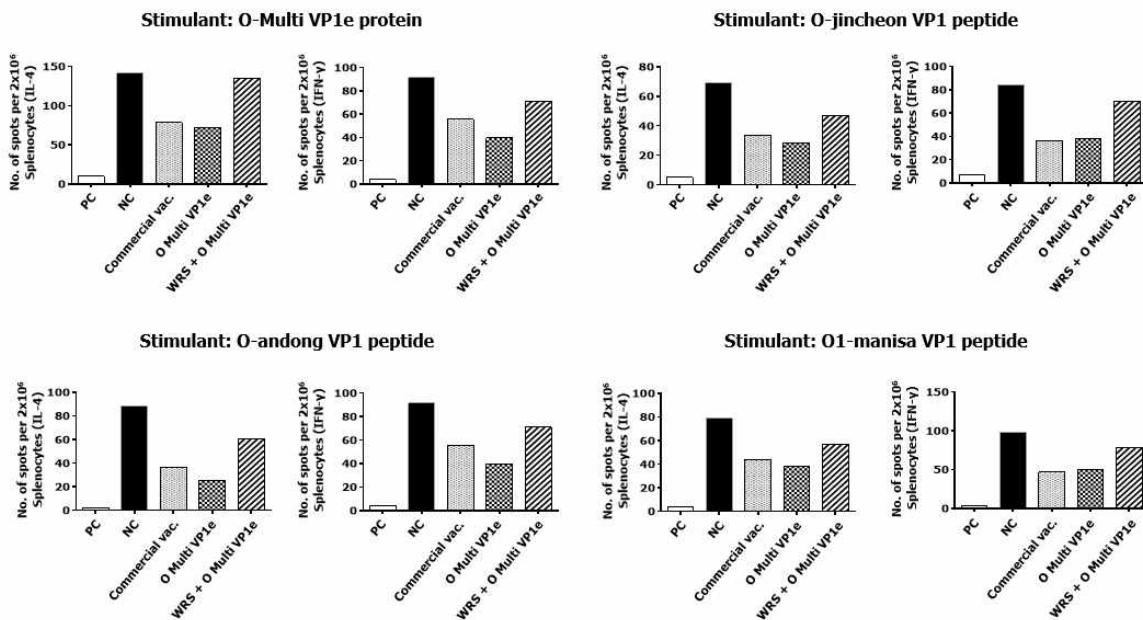 Stimulant: O-Multi VP1e protein
No. of spots per 2x10⁶
Splenocytes (IL-4)
150
100
50
0
PC
NC
Commercial vac.
O Multi VP1e
WRS + O Multi VP1e
No. of spots per 2x10⁶
Splenocytes (IFN-γ)
100
80
60
40
20
0
PC
NC
Commercial vac.
O Multi VP1e
WRS + O Multi VP1e
Stimulant: O-jincheon VP1 peptide
No. of spots per 2x10⁶
Splenocytes (IL-4)
80
60
40
20
0
PC
NC
Commercial vac.
O Multi VP1e
WRS + O Multi VP1e
No. of spots per 2x10⁶
Splenocytes (IFN-γ)
100
80
60
40
20
0
PC
NC
Commercial vac.
O Multi VP1e
WRS + O Multi VP1e
Stimulant: O-andong VP1 peptide
No. of spots per 2x10⁶
Splenocytes (IL-4)
100
80
60
40
20
0
PC
NC
Commercial vac.
O Multi VP1e
WRS + O Multi VP1e
No. of spots per 2x10⁶
Splenocytes (IFN-γ)
100
80
60
40
20
0
PC
NC
Commercial vac.
O Multi VP1e
WRS + O Multi VP1e
Stimulant: O1-manisa VP1 peptide
No. of spots per 2x10⁶
Splenocytes (IL-4)
100
80
60
40
20
0
PC
NC
Commercial vac.
O Multi VP1e
WRS + O Multi VP1e
No. of spots per 2x10⁶
Splenocytes (IFN-γ)
150
100
50
0
PC
NC
Commercial vac.
O Multi VP1e
WRS + O Multi VP1e